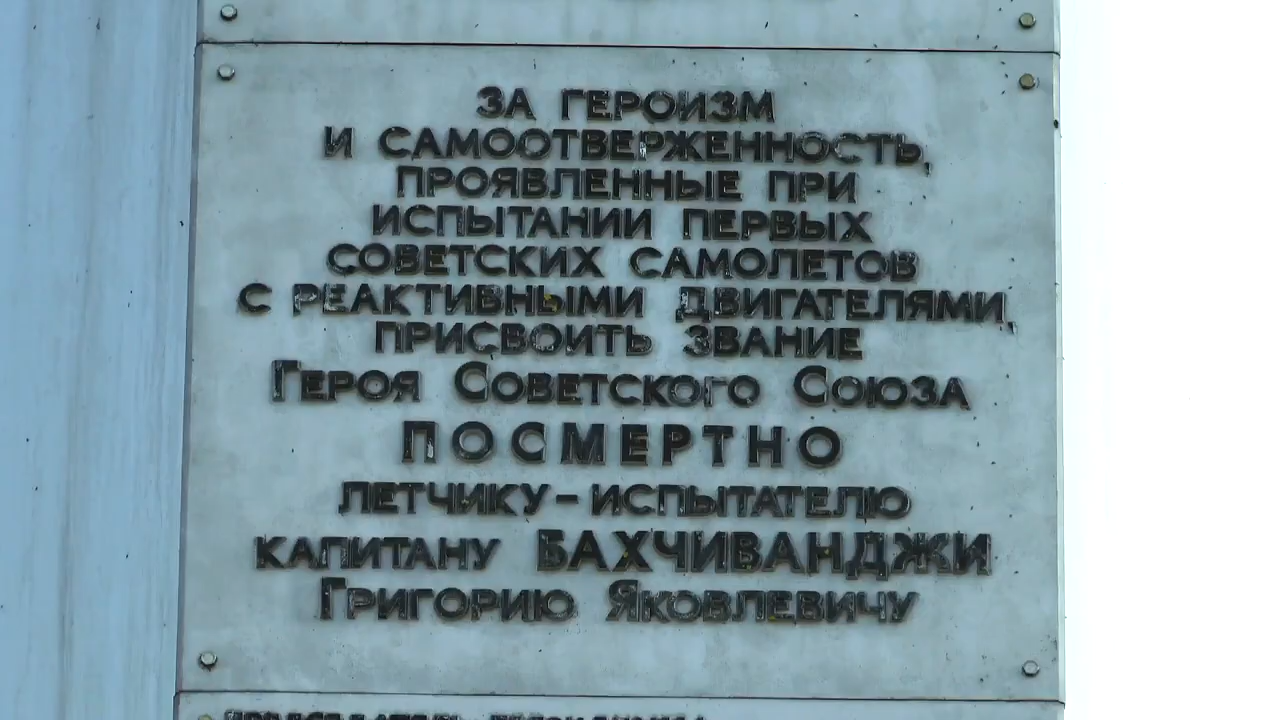 ЗА ГЕРОИЗМ
И САМООТВЕРЖЕННОСТЬ,
ПРОЯВЛЕННЫЕ ПРИ
ИСПЫТАНИИ ПЕРВЫХ
СОВЕТСКИХ САМОЛЕТОВ
С РЕАКТИВНЫМИ ДВИГАТЕЛЯМИ,
ПРИСВОИТЬ ЗВАНИЕ
ГЕРОЯ СОВЕТСКОГО СОЮЗА
ПОСМЕРТНО
ЛЕТЧИКУ-ИСПЫТАТЕЛЮ
КАПИТАНУ БАХЧИВАНДЖИ
ГРИГОРИЮ ЯКОВЛЕВИЧУ